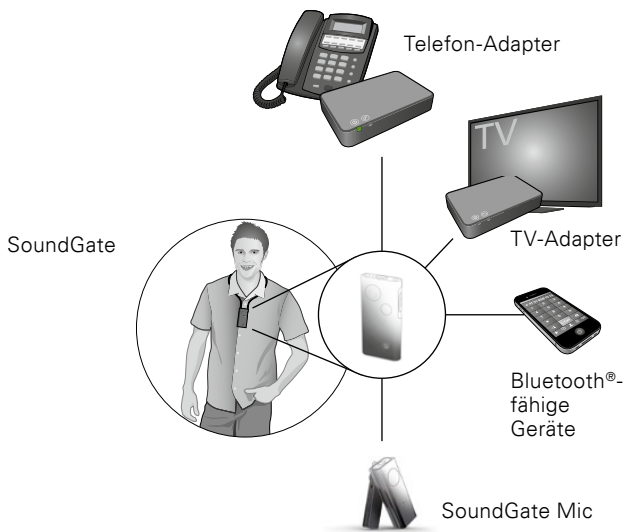 Telefon-Adapter
TV
TV-Adapter
SoundGate
Bluetooth®-
fähige
Geräte
SoundGate Mic